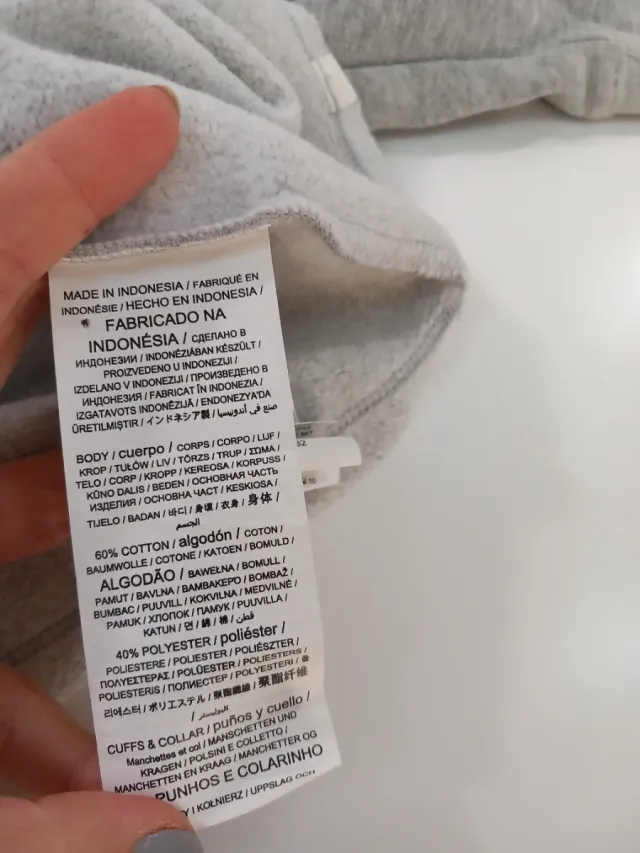 MADE IN INDONESIA / FABRIQUÉ EN
INDONÉSIE / HECHO EN INDONESIA /
FABRICADO NA
INDONÉSIA / СДЕЛАНО В
ИНДОНЕЗИИ / INDONÉZIÁBAN KÉSZÜLT /
PROIZVEDENO U INDONEZIJI /
IZDELANO V INDONEZIJI / ПРОИЗВЕДЕНО В
ИНДОНЕЗИЯ / FABRICAT ÎN INDONEZIA /
IZGATAVOTS INDONĒZIJĀ / ENDONEZYA'DA
ÜRETILMIŞTIR / インドネシア製 / صنع في أندونيسيا
BODY / cuerpo / CORPS / CORPO / LIJF /
KROP / TUŁÓW / LIV / TÖRZS / TRUP / ΣΩΜΑ /
TELO / CORP / KROPP / KEREOSA / KORPUSS /
KŪNO DALIS / BEDEN / ОСНОВНАЯ ЧАСТЬ
ИЗДЕЛИЯ / ОСНОВНА ЧАСТ / KESKIOSA /
TIJELO / BADAN / 바디 / 身頃 / 衣身 / 身体 /
الجسم
60% COTTON / algodón / COTON /
BAUMWOLLE / COTONE / KATOEN / BOMULD /
ALGODÃO / BAWEŁNA / BOMULL /
PAMUT / BAVLNA / ΒΑΜΒΑΚΕΡΟ / BOMBAŽ /
BUMBAC / PUUVILL / KOKVILNA / MEDVILNĖ /
PAMUK / ХЛОПОК / ПАМУК / PUUVILLA /
KATUN / 면 / 綿 / 棉 / قطن /
40% POLYESTER / poliéster /
POLIESTERE / POLIESTER / POLIÉSZTER /
ΠΟΛΥΕΣΤΕΡΑΣ / POLÜESTER / POLIESTERS /
POLIESTERIS / ПОЛИЕСТЕР / POLYESTERI / 폴
리에스터 / ポリエステル / 聚酯纖維 / 聚酯纤维
/ البوليستر /
CUFFS & COLLAR / puños y cuello /
Manchettes et col / MANSCHETTEN UND
KRAGEN / POLSINI E COLLETTO /
MANCHETTEN EN KRAAG / MANCHETTER OG
PUNHOS E COLARINHO
Y I KOŁNIERZ / UPPSLAG OCH